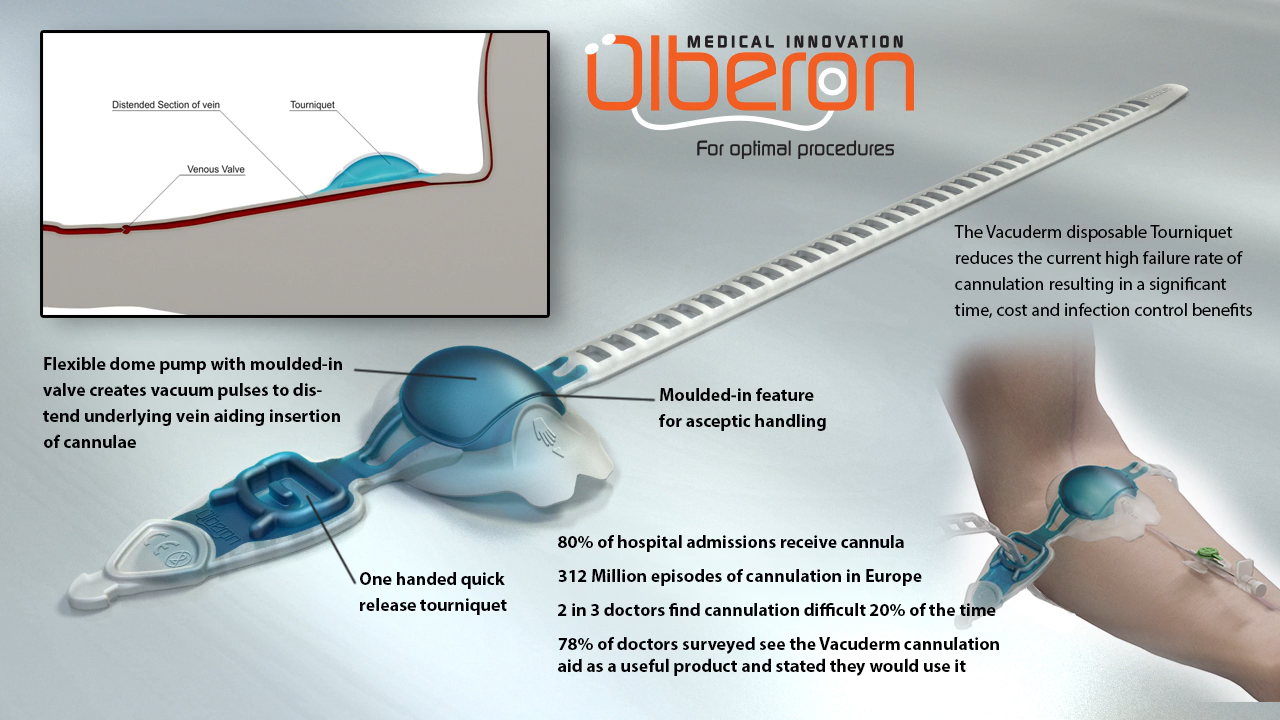 MEDICAL INNOVATION
Olberon
For optimal procedures
Distended Section of vein
Tourniquet
Venous Valve
The Vacuderm disposable Tourniquet
reduces the current high failure rate of
cannulation resulting in a significant
time, cost and infection control benefits
Flexible dome pump with moulded-in
valve creates vacuum pulses to dis-
tend underlying vein aiding insertion
of cannulae
Moulded-in feature
for asceptic handling
One handed quick
release tourniquet
Olberon
CE
80% of hospital admissions receive cannula
312 Million episodes of cannulation in Europe
2 in 3 doctors find cannulation difficult 20% of the time
78% of doctors surveyed see the Vacuderm cannulation
aid as a useful product and stated they would use it